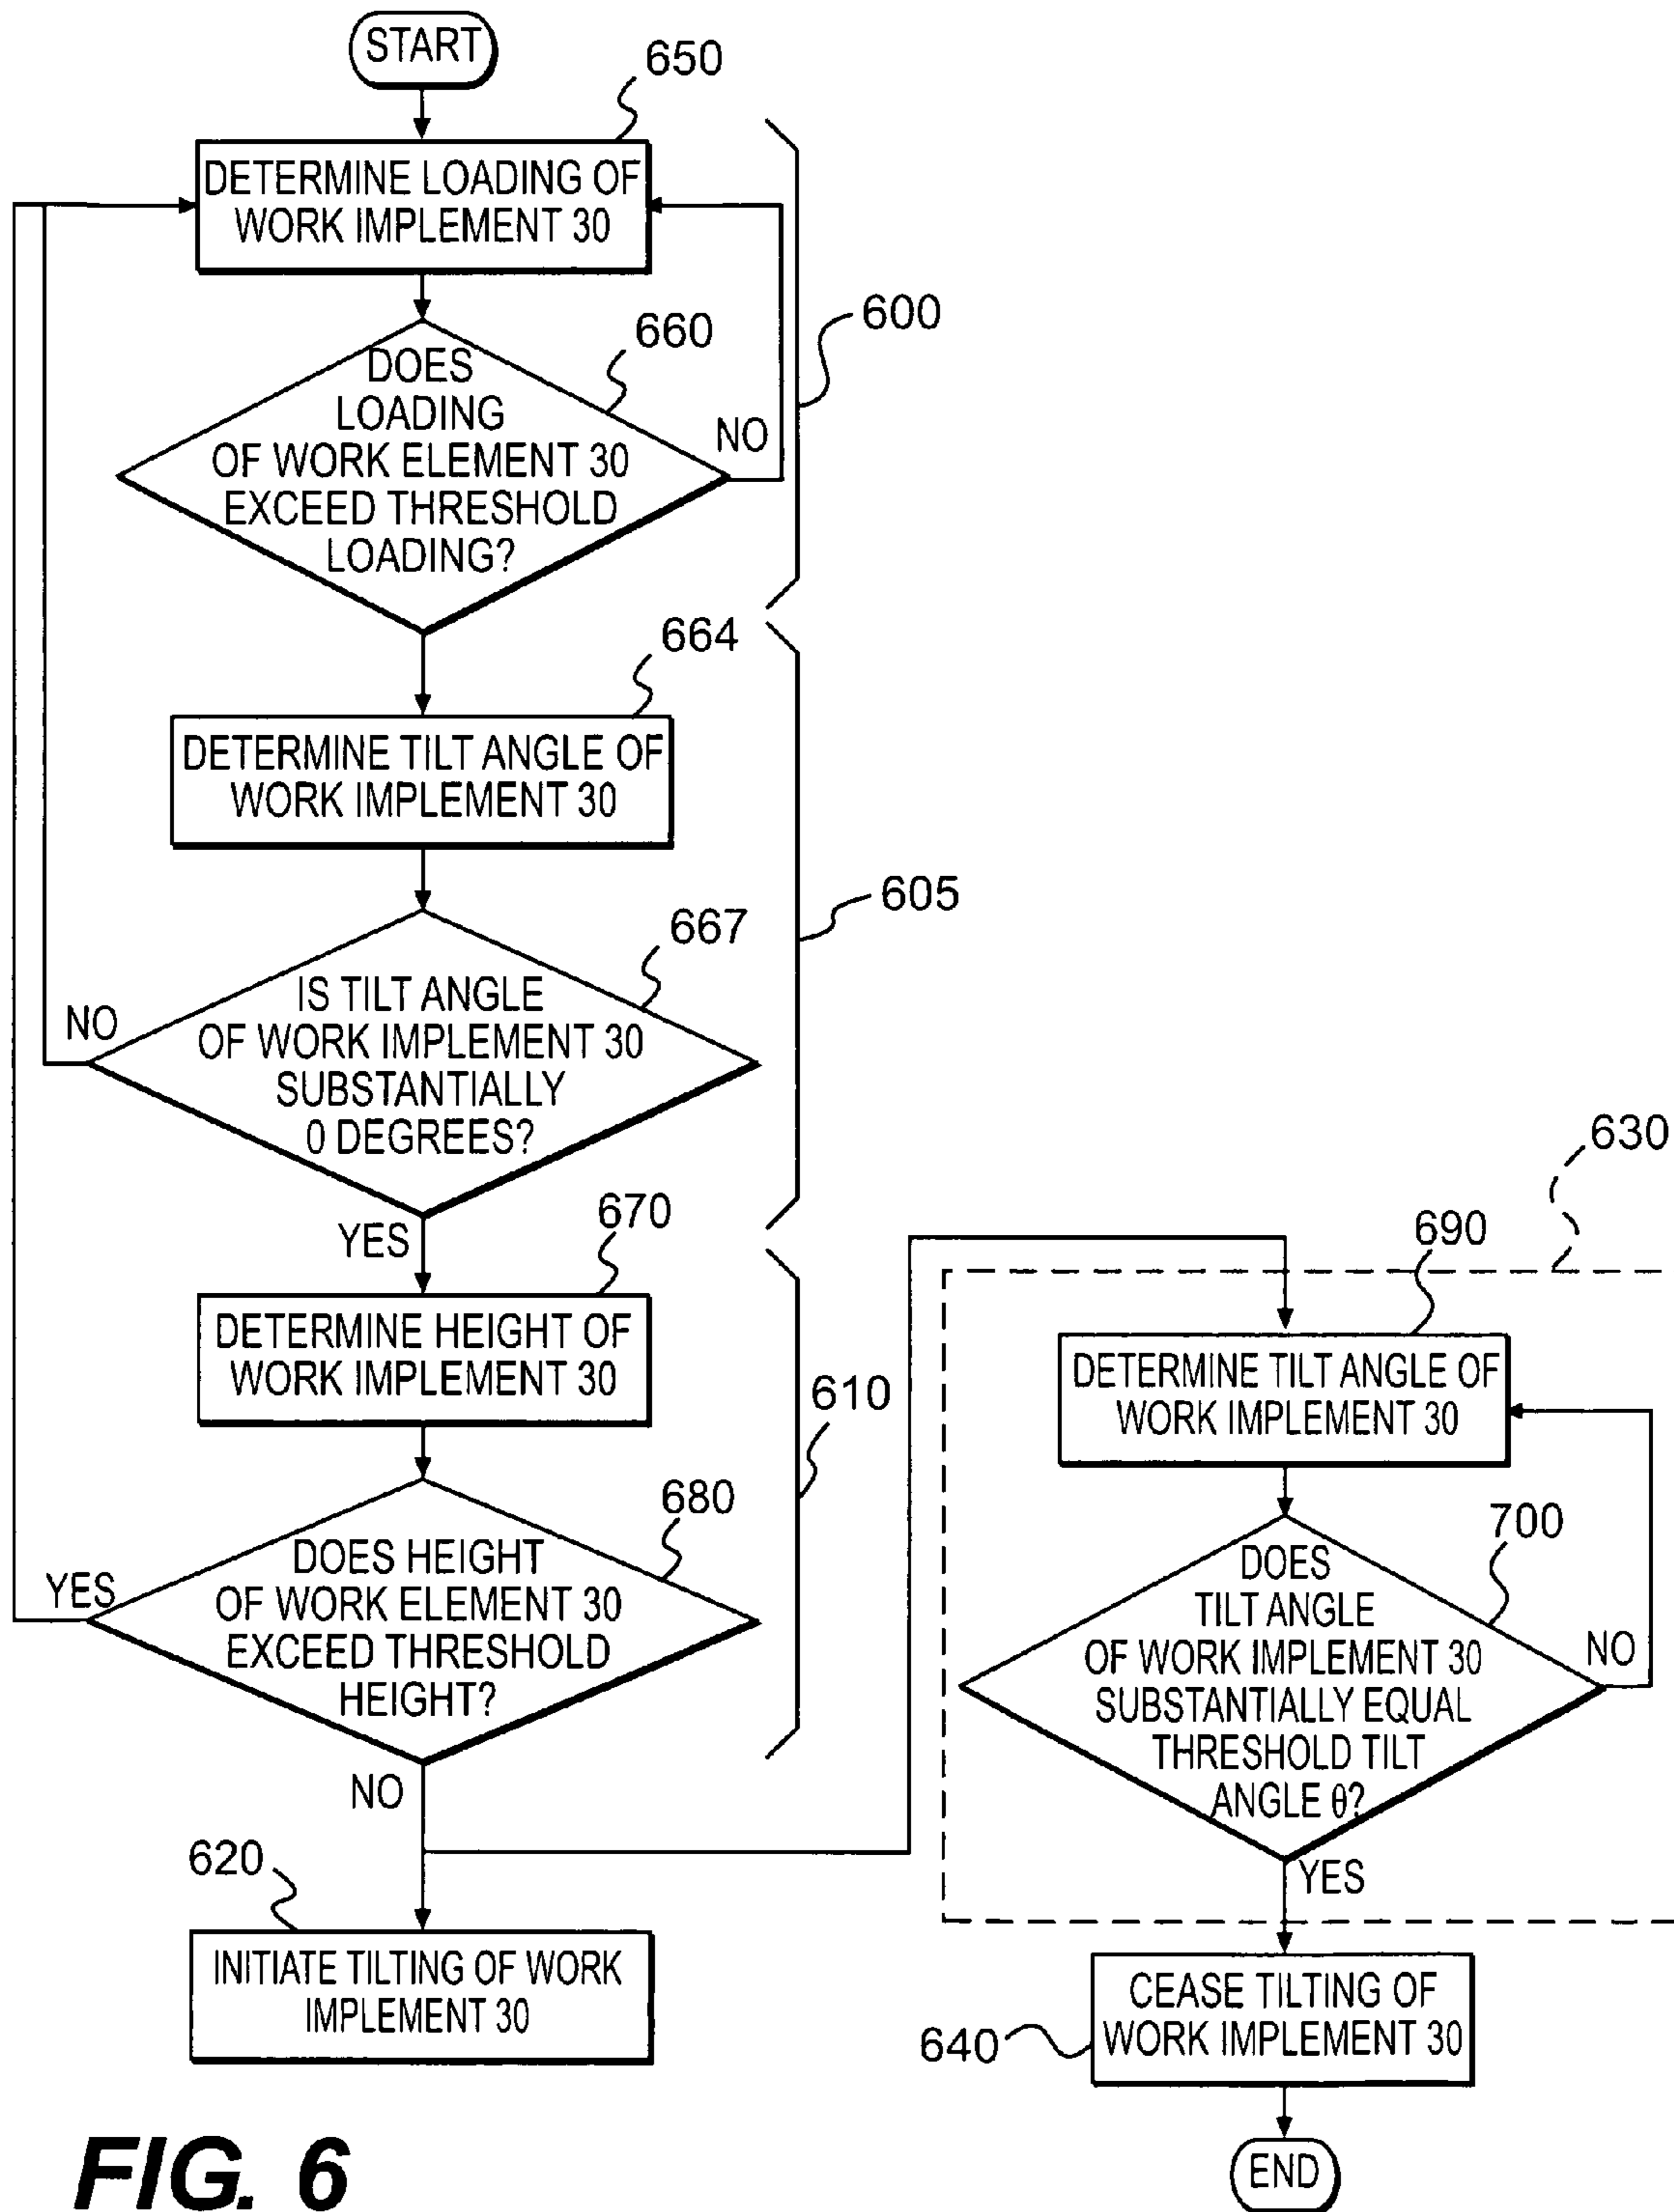 START
650
DETERMINE LOADING OF
WORK IMPLEMENT 30
600
660
DOES
LOADING
OF WORK ELEMENT 30
EXCEED THRESHOLD
LOADING?
NO
664
DETERMINE TILT ANGLE OF
WORK IMPLEMENT 30
605
667
IS TILT ANGLE
OF WORK IMPLEMENT 30
SUBSTANTIALLY
0 DEGREES?
NO
YES
670
DETERMINE HEIGHT OF
WORK IMPLEMENT 30
610
680
DOES HEIGHT
OF WORK ELEMENT 30
EXCEED THRESHOLD
HEIGHT?
YES
NO
620
INITIATE TILTING OF WORK
IMPLEMENT 30
630
690
DETERMINE TILT ANGLE OF
WORK IMPLEMENT 30
700
DOES
TILT ANGLE
OF WORK IMPLEMENT 30
SUBSTANTIALLY EQUAL
THRESHOLD TILT
ANGLE θ?
NO
YES
640
CEASE TILTING OF
WORK IMPLEMENT 30
END
FIG. 6